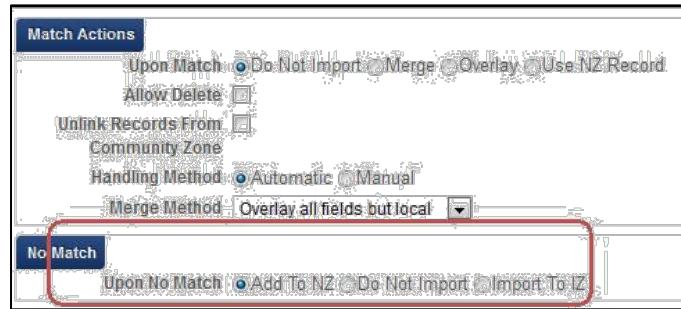 Match Actions
Upon Match Do Not Import Merge Overlay Use NZ Record
Allow Delete
Unlink Records From
Community Zone
Handling Method Automatic Manual
Merge Method Overlay all fields but local
No Match
Upon No Match Add To NZ Do Not Import Import To IZ